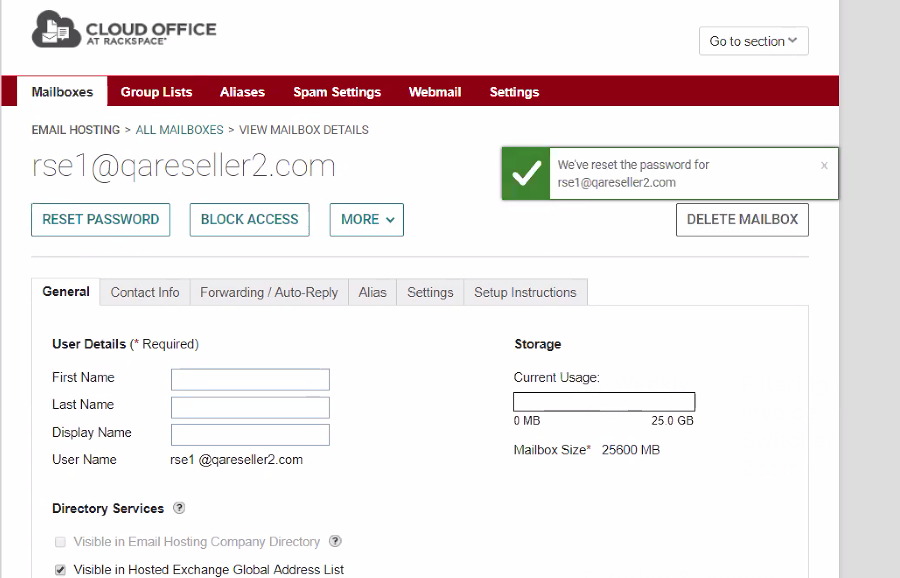 CLOUD OFFICE
AT RACKSPACE®
Go to section
Mailboxes Group Lists Aliases Spam Settings Webmail Settings
EMAIL HOSTING > ALL MAILBOXES > VIEW MAILBOX DETAILS
rse1@qareseller2.com
We've reset the password for
rse1@qareseller2.com
x
RESET PASSWORD BLOCK ACCESS MORE DELETE MAILBOX
General Contact Info Forwarding / Auto-Reply Alias Settings Setup Instructions
User Details (* Required)
First Name
Last Name
Display Name
User Name rse1 @qareseller2.com
Storage
Current Usage:
0 MB 25.0 GB
Mailbox Size* 25600 MB
Directory Services ?
Visible in Email Hosting Company Directory ?
Visible in Hosted Exchange Global Address List